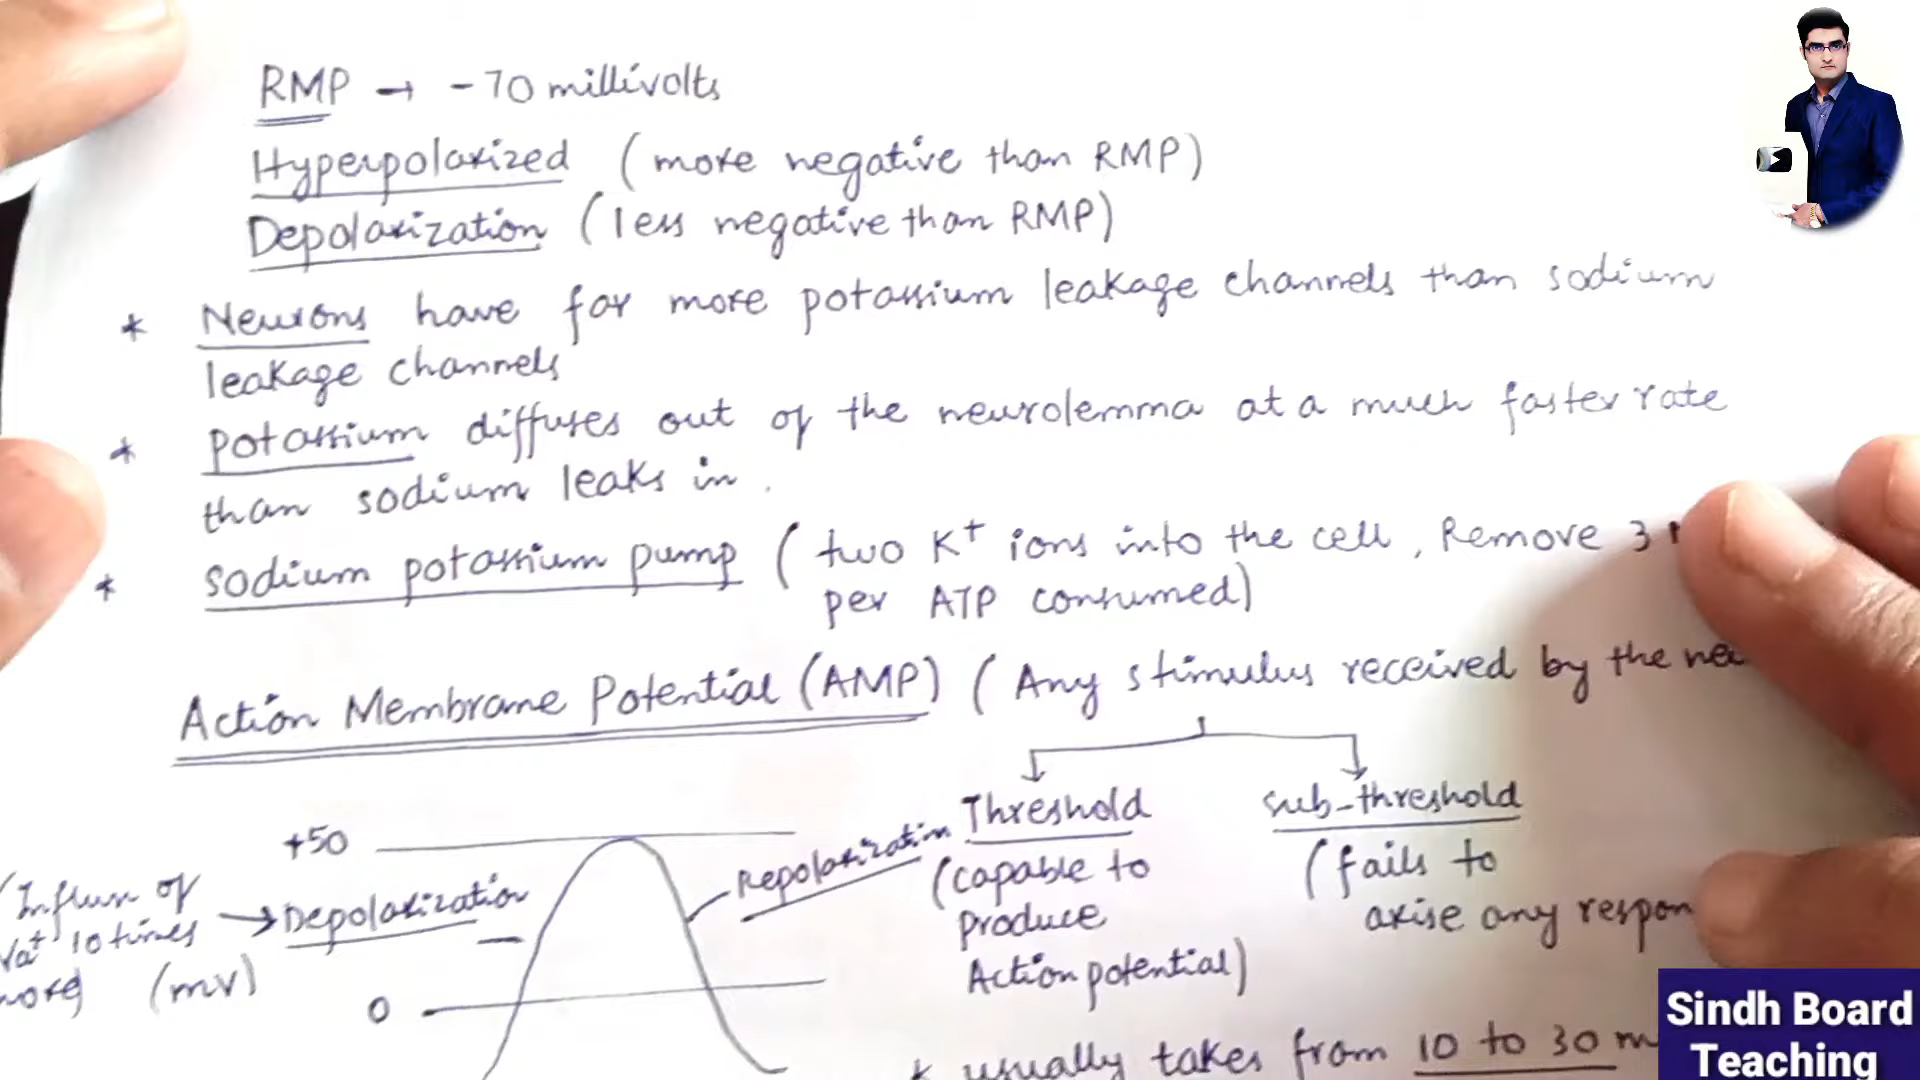 RMP → -70 millivolts
Hyperpolarized (more negative than RMP)
Depolarization (less negative than RMP)
* Neurons have far more potassium leakage channels than sodium
leakage channels
* Potassium diffuses out of the neurolemma at a much faster rate
than sodium leaks in.
* sodium potassium pump (two K+ ions into the cell, Remove 3
per ATP consumed)
Action Membrane Potential (AMP) (Any stimulus received by the
Threshold
(capable to
produce
Action potential)
sub-threshold
(fails to
arise any
+50
Repolarization
Influx of
10 times
→ Depolarization
(mv)
0
* usually takes from 10 to 30
Sindh Board
Teaching